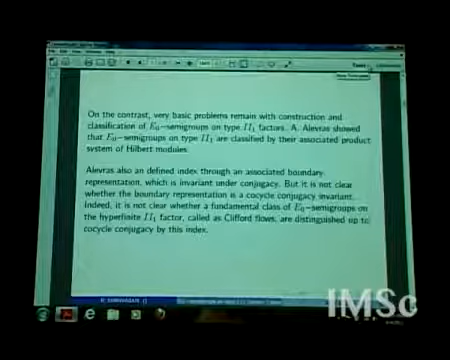 On the contrary, very basic problems remain with construction and
classification of E₀−semigroups on type II₁ factors. A. Alevras showed
that E₀−semigroups on type II₁ are classified by their associated product
system of Hilbert modules.
Alevras also an defined index through an associated boundary
representation, which is invariant under conjugacy. But it is not clear
whether the boundary representation is a cocycle conjugacy invariant.
Indeed, it is not clear whether a fundamental class of E₀−semigroups on
the hyperfinite II₁ factor, called as Clifford flows, are distinguished up to
cocycle conjugacy by this index.
R. SRINIVASAN ()
IMSc